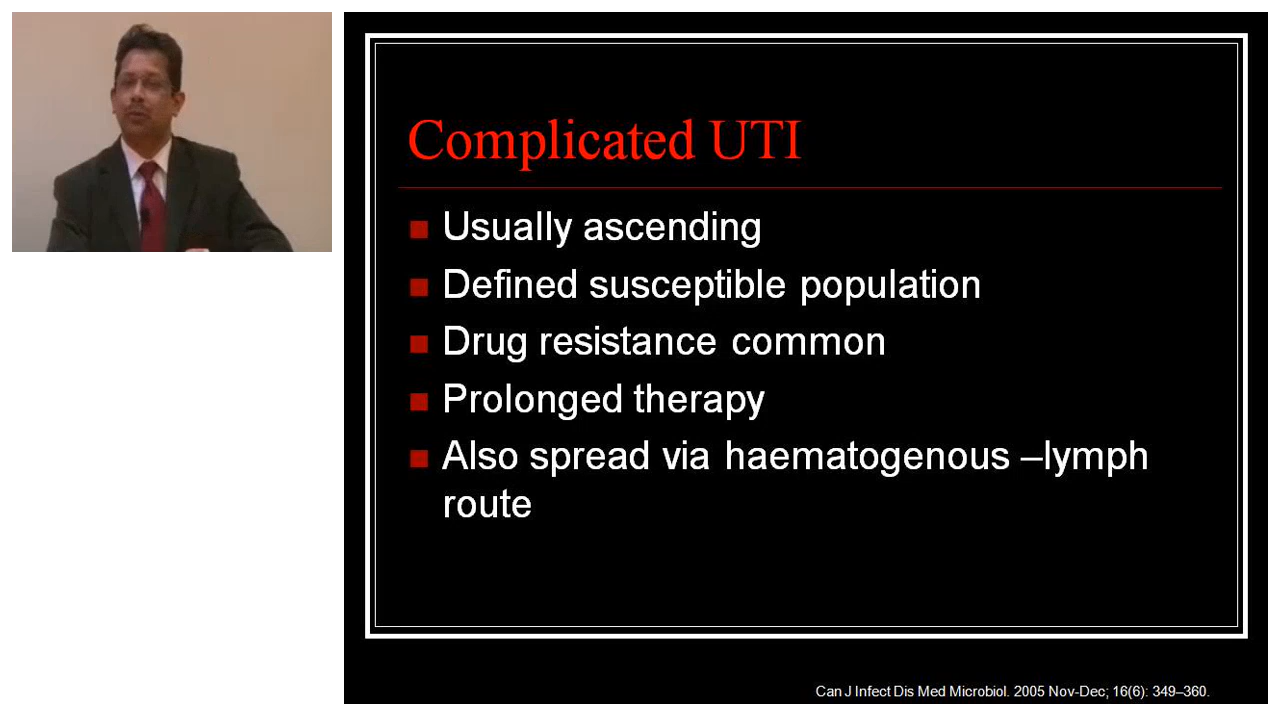 Complicated UTI
Usually ascending
Defined susceptible population
Drug resistance common
Prolonged therapy
Also spread via haematogenous –lymph
route
Can J Infect Dis Med Microbiol. 2005 Nov-Dec; 16(6): 349–360.